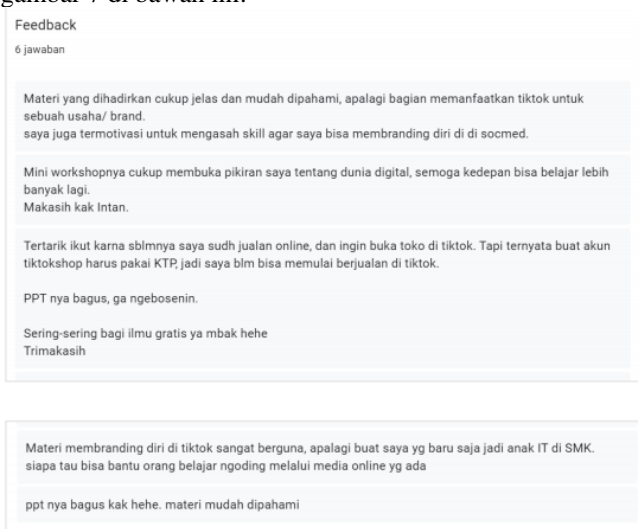 gambar 7 di bawah ini:
Feedback
6 jawaban
Materi yang dihadirkan cukup jelas dan mudah dipahami, apalagi bagian memanfaatkan tiktok untuk
sebuah usaha/ brand.
saya juga termotivasi untuk mengasah skill agar saya bisa membranding diri di di socmed.
Mini workshopnya cukup membuka pikiran saya tentang dunia digital, semoga kedepan bisa belajar lebih
banyak lagi.
Makasih kak Intan.
Tertarik ikut karna sblmnya saya sudh jualan online, dan ingin buka toko di tiktok. Tapi ternyata buat akun
tiktokshop harus pakai KTP, jadi saya blm bisa memulai berjualan di tiktok.
PPT nya bagus, ga ngebosenin.
Sering-sering bagi ilmu gratis ya mbak hehe
Trimakasih
Materi membranding diri di tiktok sangat berguna, apalagi buat saya yg baru saja jadi anak IT di SMK.
siapa tau bisa bantu orang belajar ngoding melalui media online yg ada
ppt nya bagus kak hehe. materi mudah dipahami